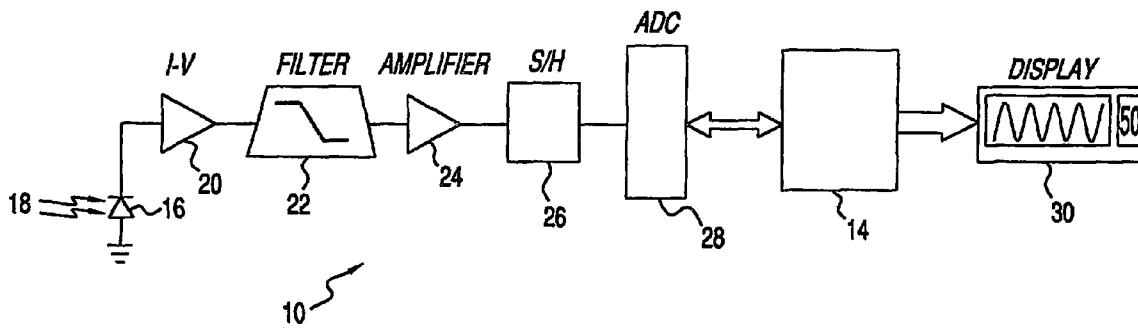 I-V
FILTER
AMPLIFIER
S/H
ADC
DISPLAY
50
20
22
24
26
28
14
30
18
16
10